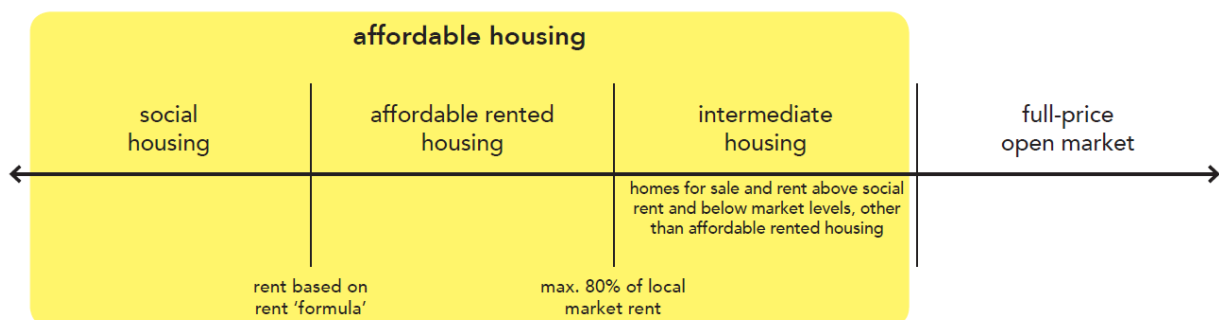 affordable housing
social
housing
affordable rented
housing
intermediate
housing
full-price
open market
homes for sale and rent above social
rent and below market levels, other
than affordable rented housing
rent based on
rent ‘formula’
max. 80% of local
market rent